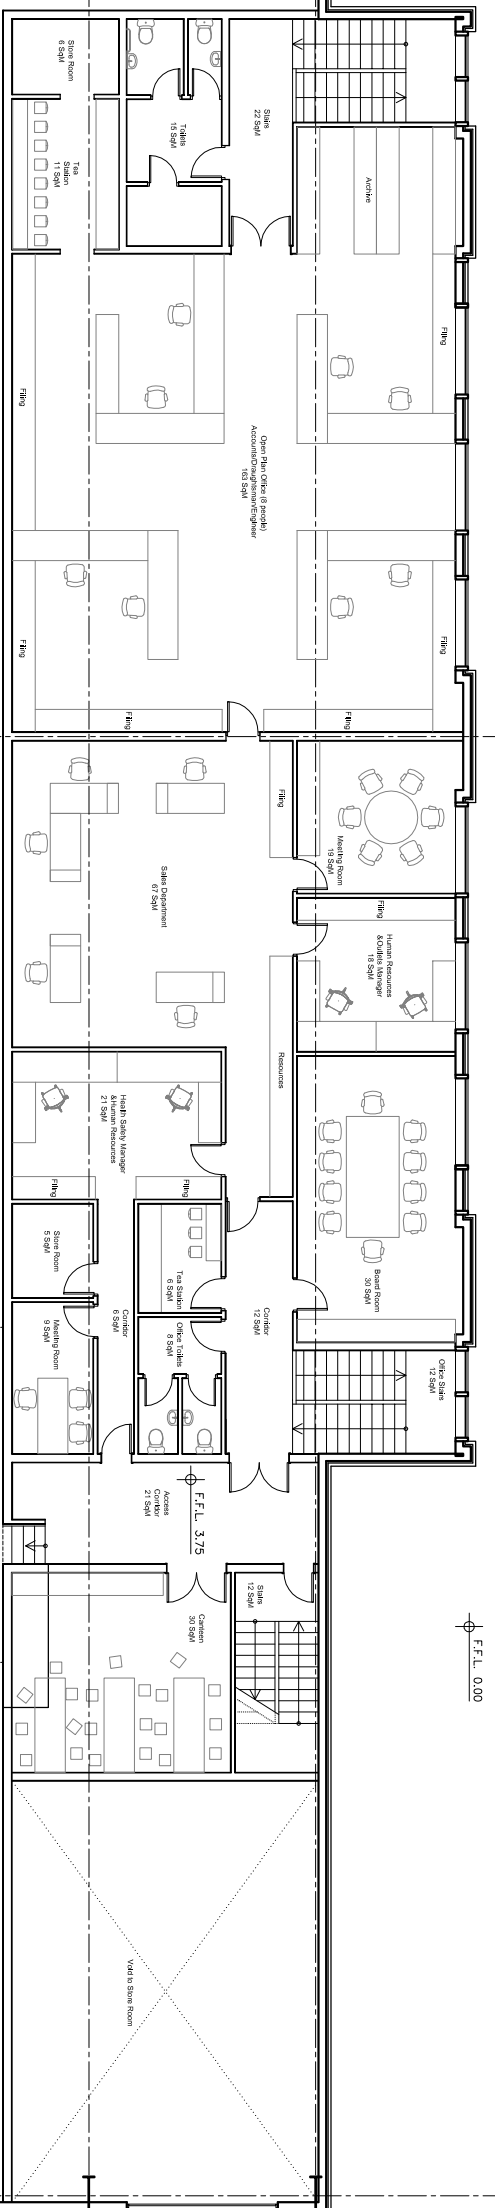 Store Room
6 SqM
Tea
Station
11 SqM
Toilets
15 SqM
Stairs
22 SqM
Archive
Filing
Filing
Open Plan Office (8 people)
Accounts/Draughtsman/Engineer
163 SqM
Filing
Filing
Filing
Filing
Filing
Meeting Room
19 SqM
Sales Department
67 SqM
Filing
Human Resources
&Outlets Manager
18 SqM
Resources
Health Safety Manager
&Human Resources
21 SqM
Filing
Filing
Store Room
5 SqM
Tea Station
6 SqM
Board Room
30 SqM
Corridor
12 SqM
Corridor
6 SqM
Meeting Room
9 SqM
Office Toilets
8 SqM
Office Stairs
12 SqM
Access
Corridor
21 SqM
F.F.L. 3.75
Stairs
12 SqM
Canteen
30 SqM
F.F.L. 0.00
Void to Store Room